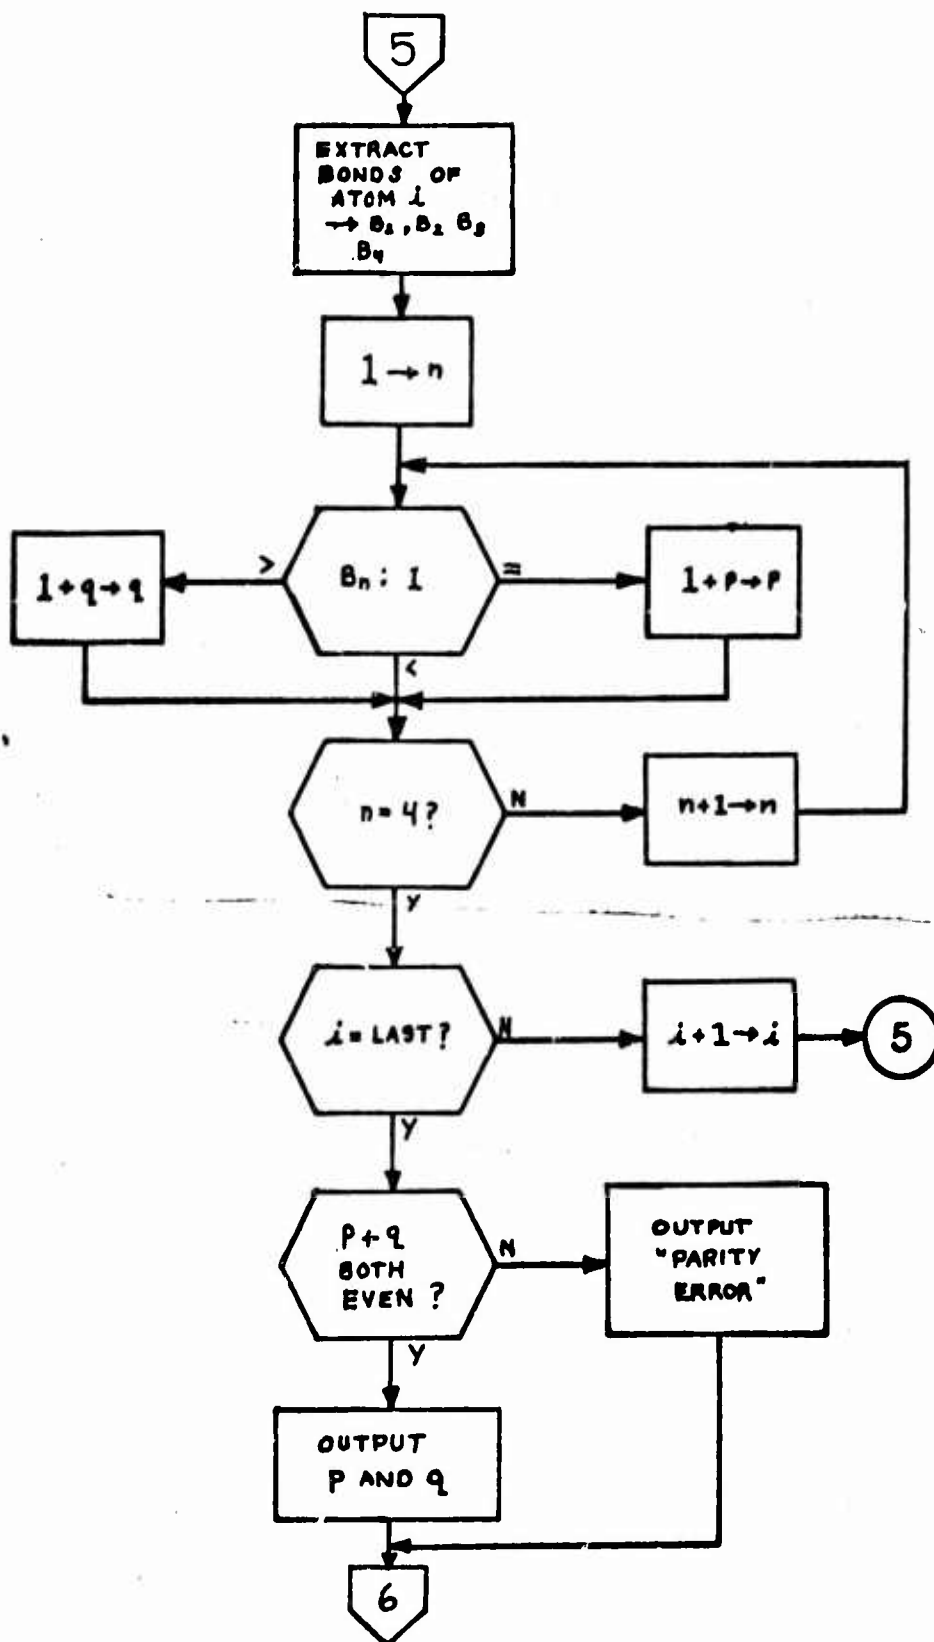 5
EXTRACT
BONDS OF
ATOM i
→ B₁, B₂ B₃
B₄
1 → n
Bₙ : 1
>
=
<
1 + q → q
1 + p → p
n = 4 ?
N
n + 1 → n
Y
i = LAST ?
N
i + 1 → i
5
Y
p + q
BOTH
EVEN ?
N
OUTPUT
"PARITY
ERROR"
Y
OUTPUT
P AND q
6